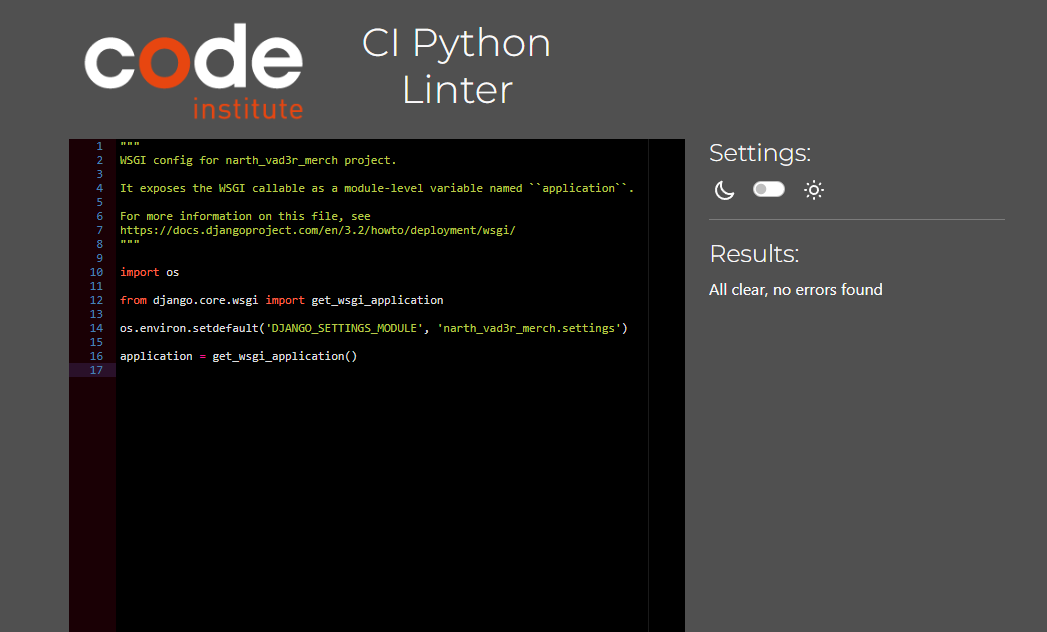 code
institute
CI Python
Linter
1 """
2 WSGI config for narth_vad3r_merch project.
3
4 It exposes the WSGI callable as a module-level variable named ``application``.
5
6 For more information on this file, see
7 https://docs.djangoproject.com/en/3.2/howto/deployment/wsgi/
8 """
9
10 import os
11
12 from django.core.wsgi import get_wsgi_application
13
14 os.environ.setdefault('DJANGO_SETTINGS_MODULE', 'narth_vad3r_merch.settings')
15
16 application = get_wsgi_application()
17
Settings:
Results:
All clear, no errors found